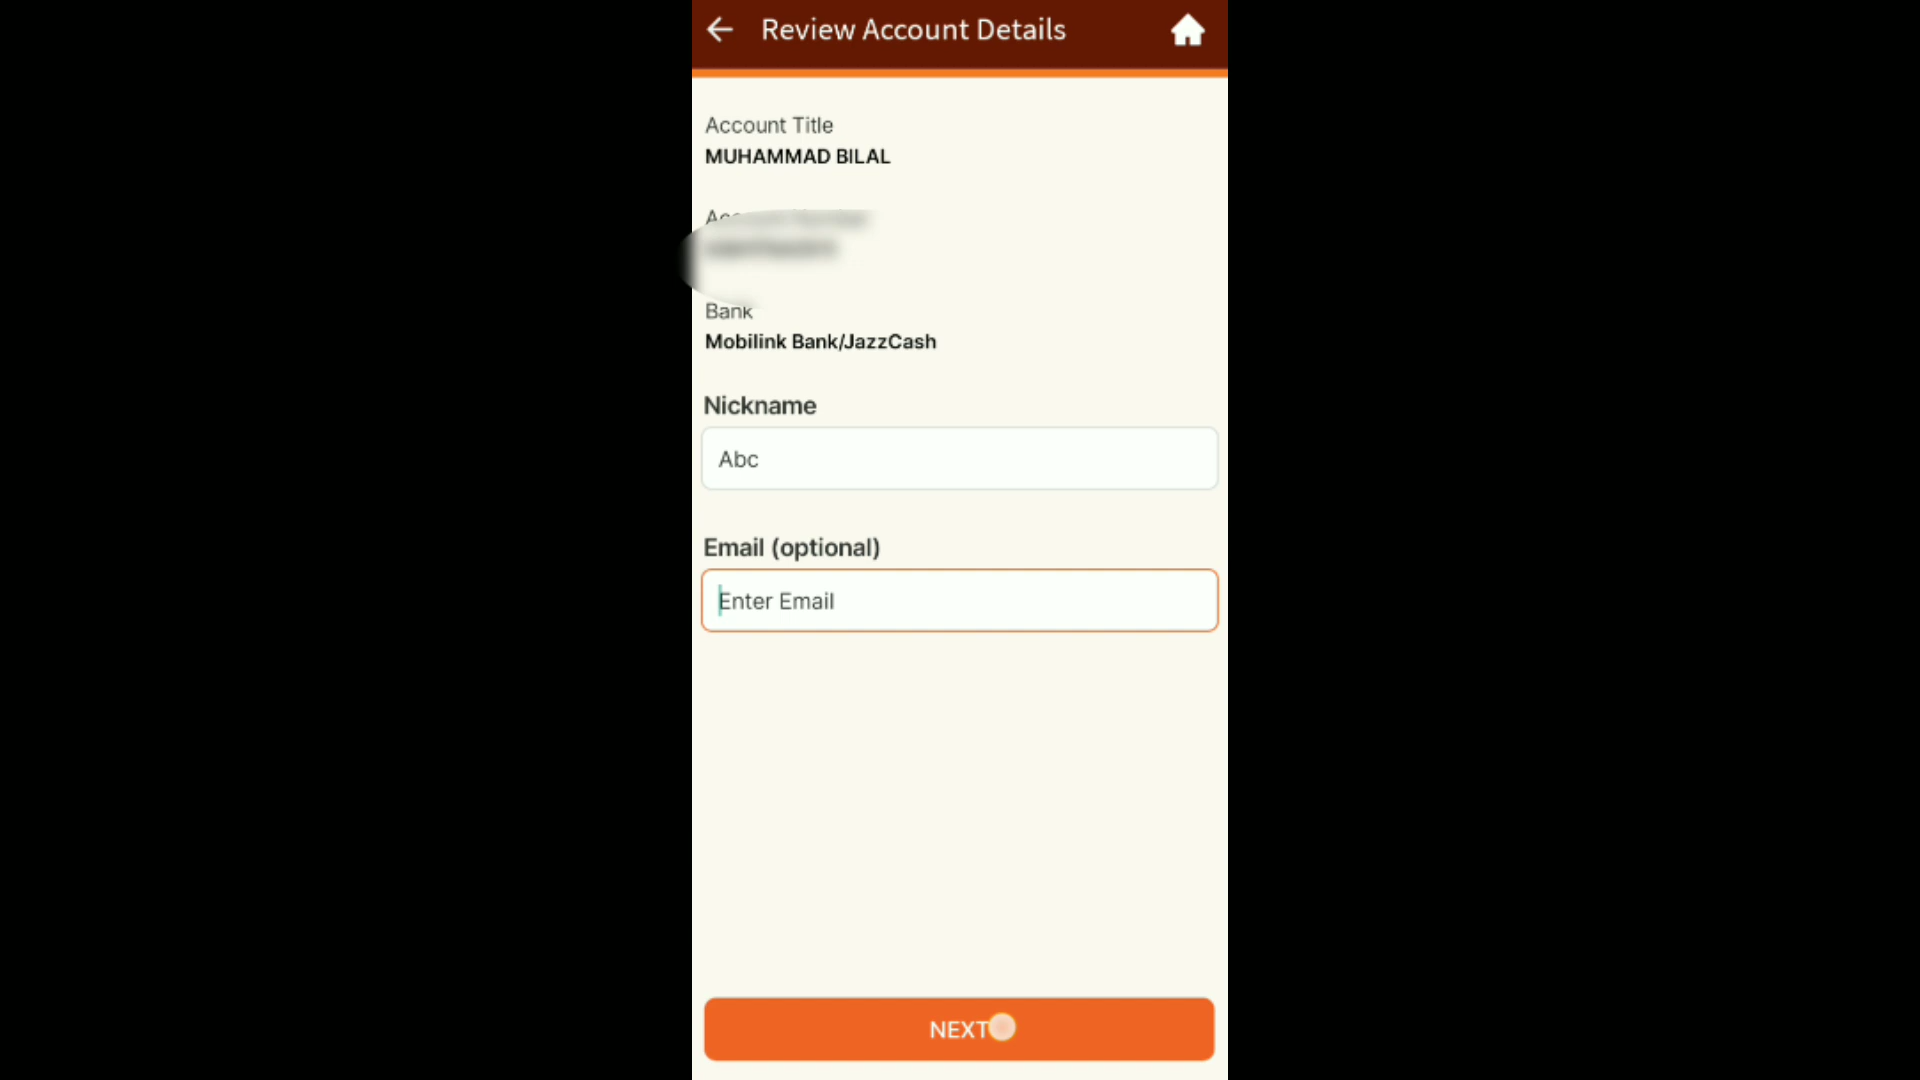 Review Account Details
Account Title
MUHAMMAD BILAL
Bank
Mobilink Bank/JazzCash
Nickname
Abc
Email (optional)
Enter Email
NEXT